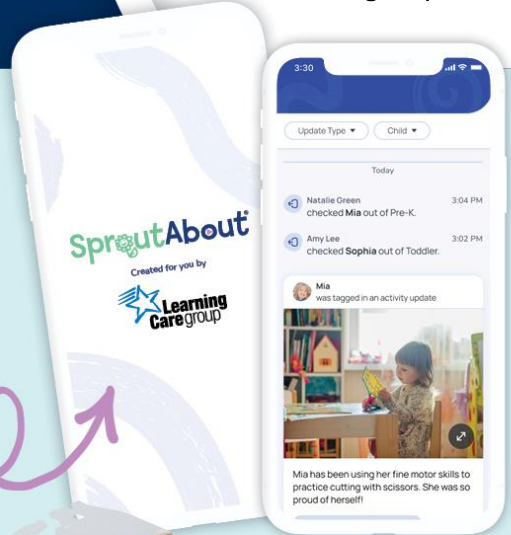 SproutAbout
Created for you by
Learning
Care group
3:30
Update Type
Child
Today
Natalie Green
3:04 PM
checked Mia out of Pre-K.
Amy Lee
3:02 PM
checked Sophia out of Toddler.
Mia
was tagged in an activity update
Mia has been using her fine motor skills to
practice cutting with scissors. She was so
proud of herself!